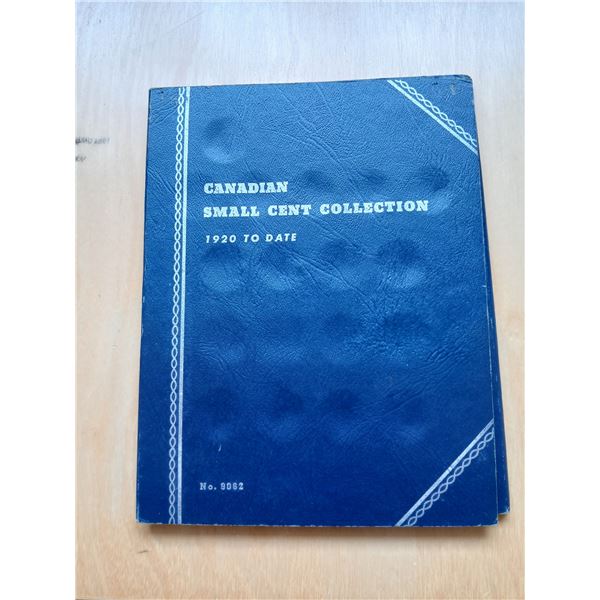 CANADIAN
SMALL CENT COLLECTION
1920 TO DATE
No. 9062